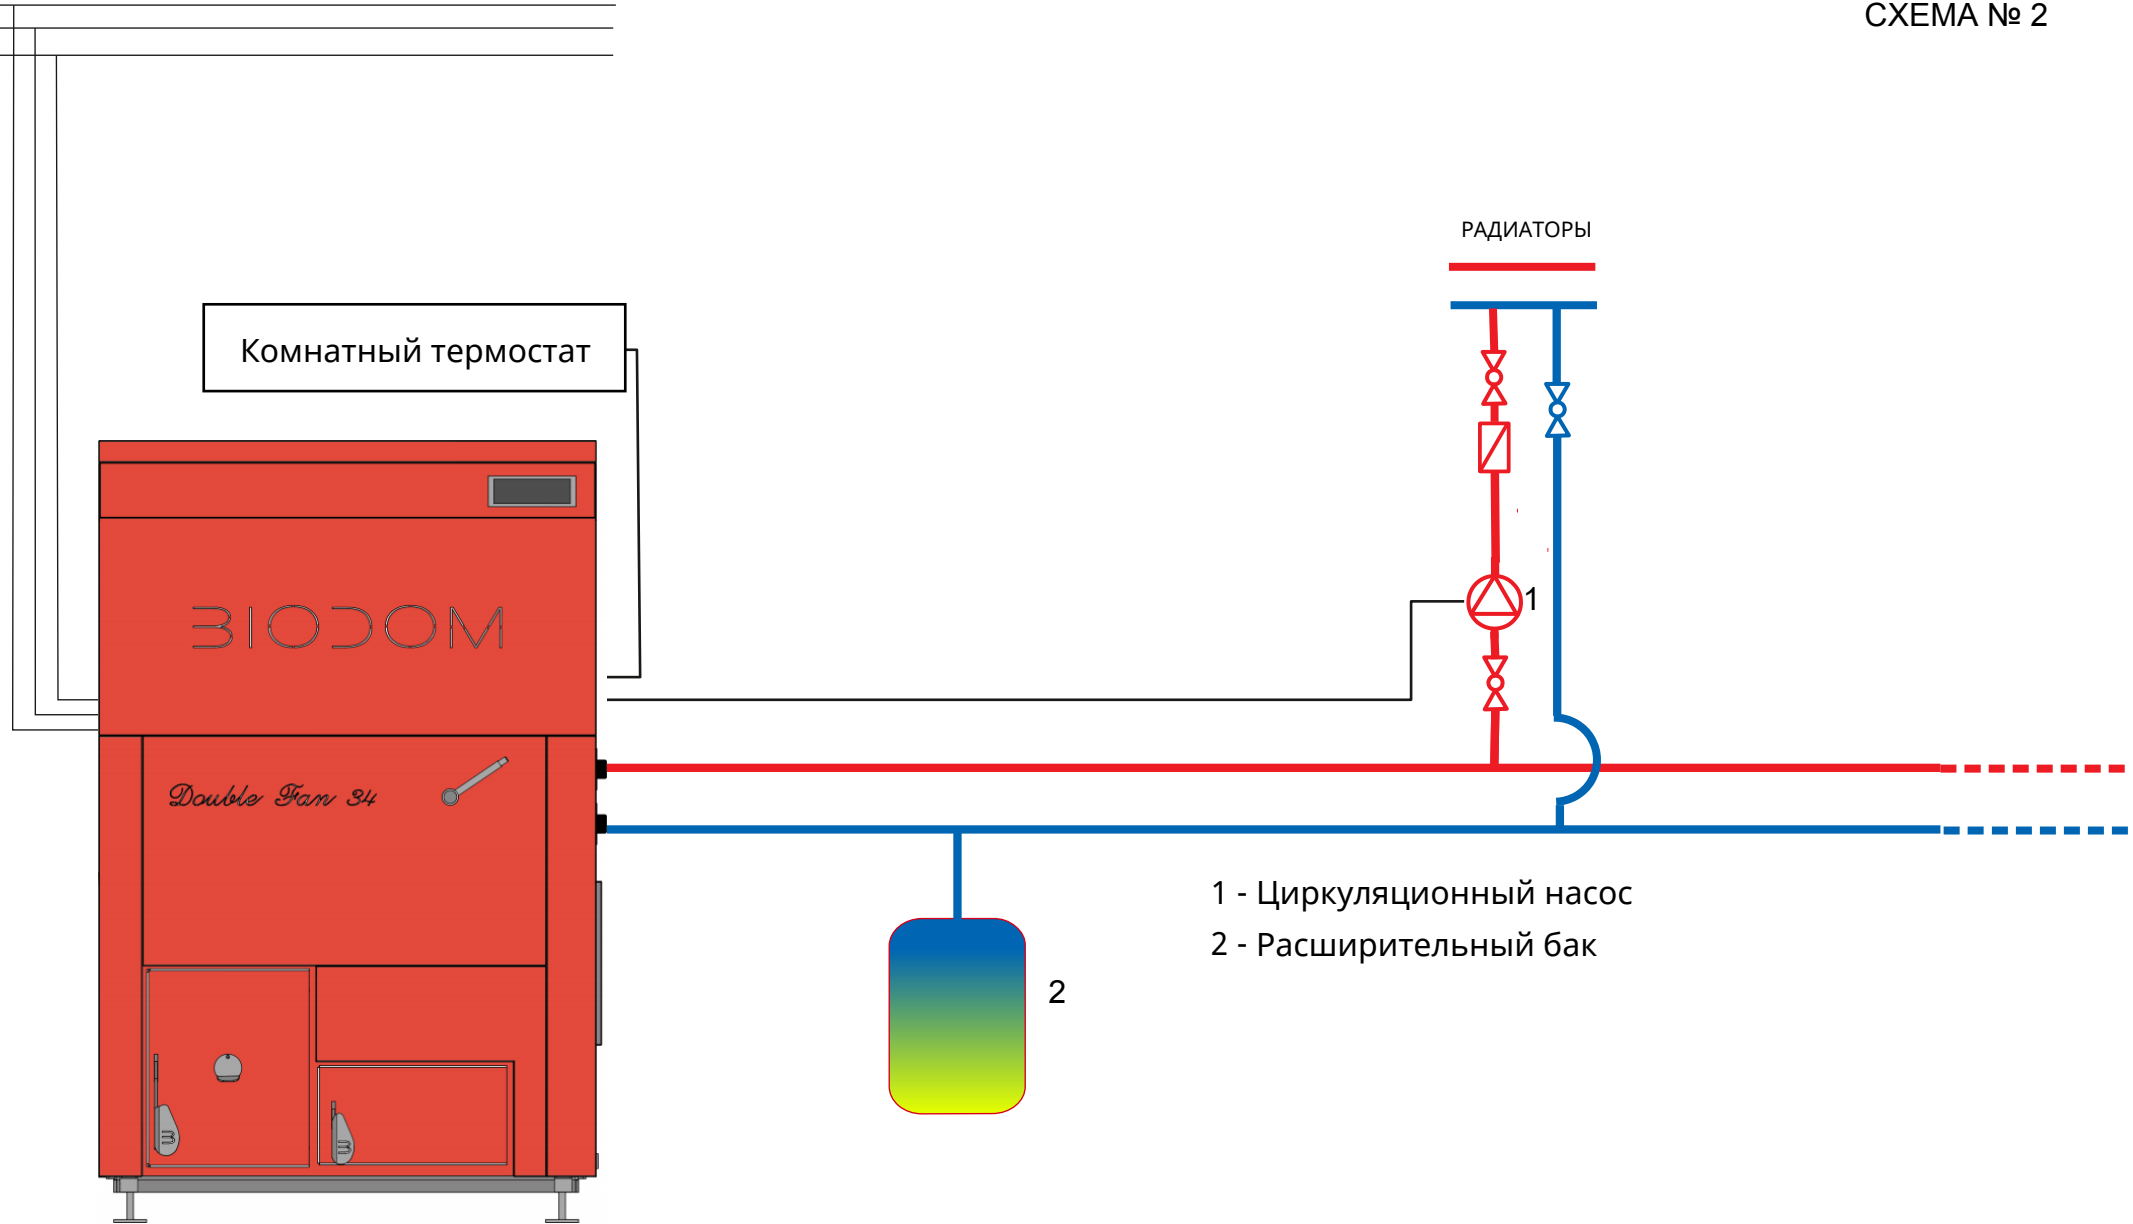 СХЕМА № 2
РАДИАТОРЫ
Комнатный термостат
BIODOM
1
Double Fan 34
1 - Циркуляционный насос
2 - Расширительный бак
2